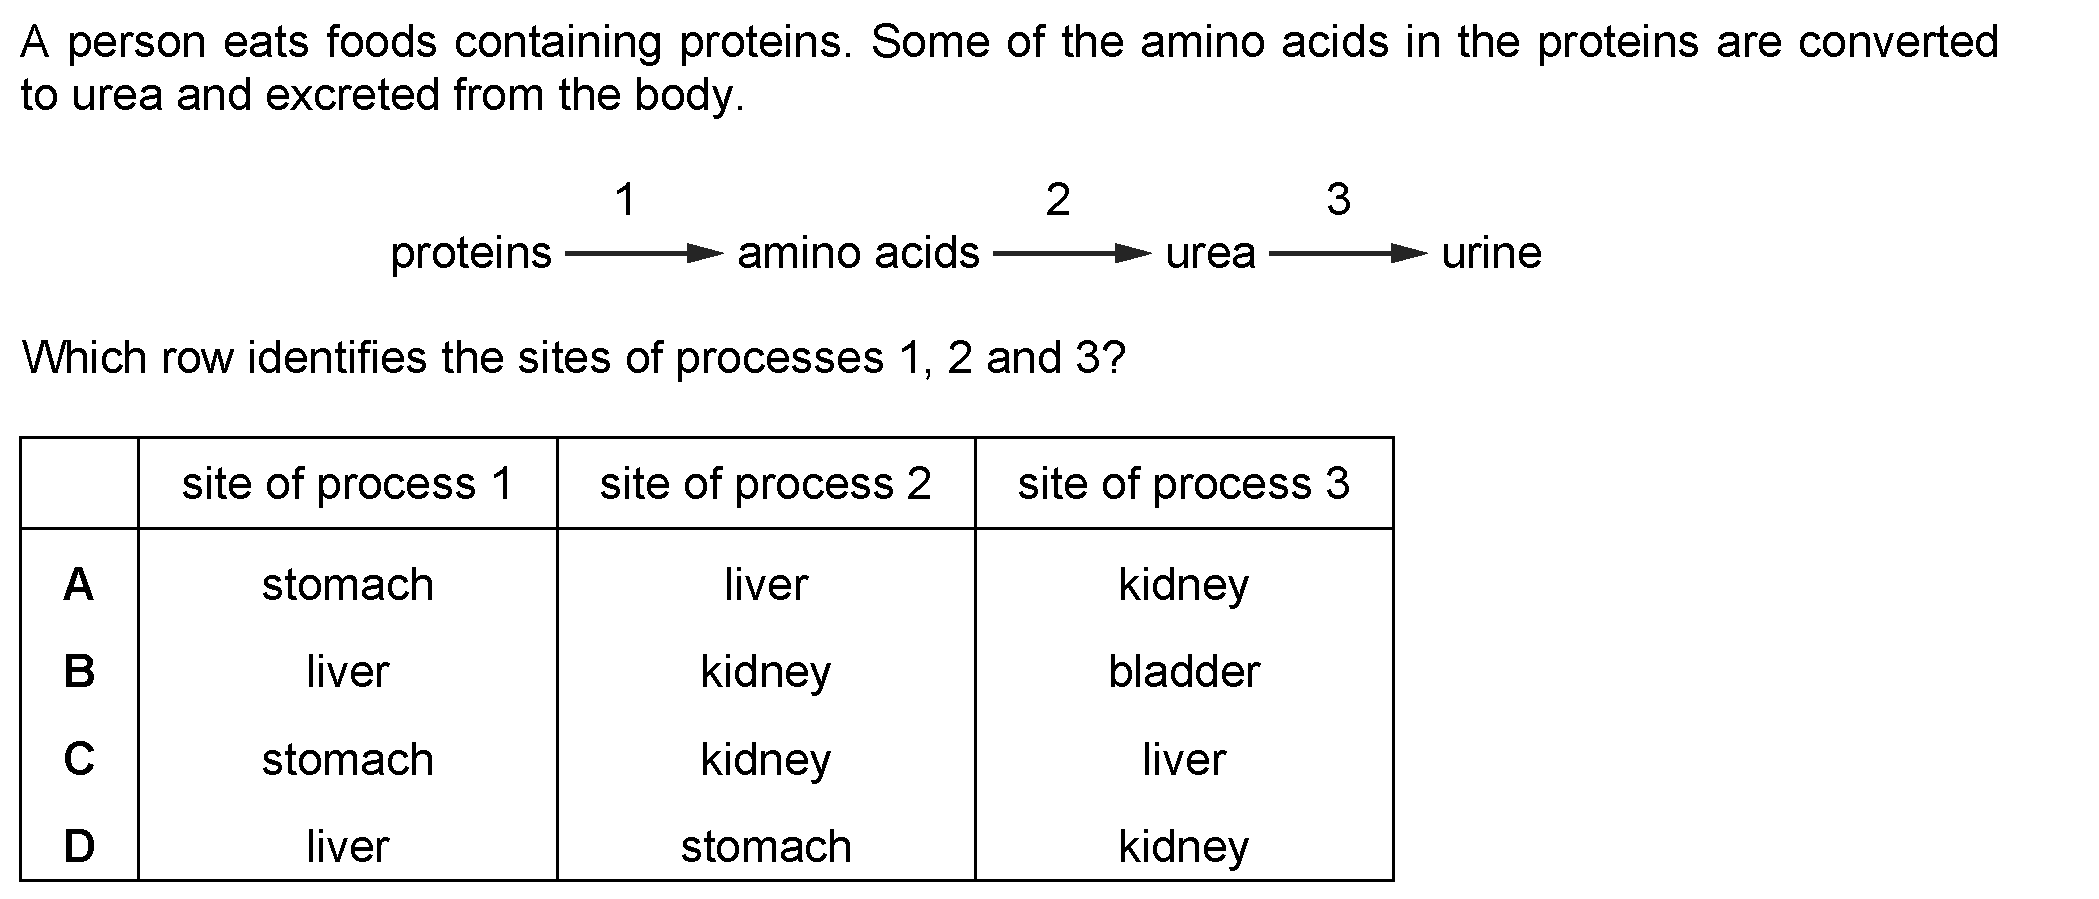 A person eats foods containing proteins. Some of the amino acids in the proteins are converted
to urea and excreted from the body.
1 2 3
proteins amino acids urea urine
Which row identifies the sites of processes 1, 2 and 3?
site of process 1 site of process 2 site of process 3
A stomach liver kidney
B liver kidney bladder
C stomach kidney liver
D liver stomach kidney